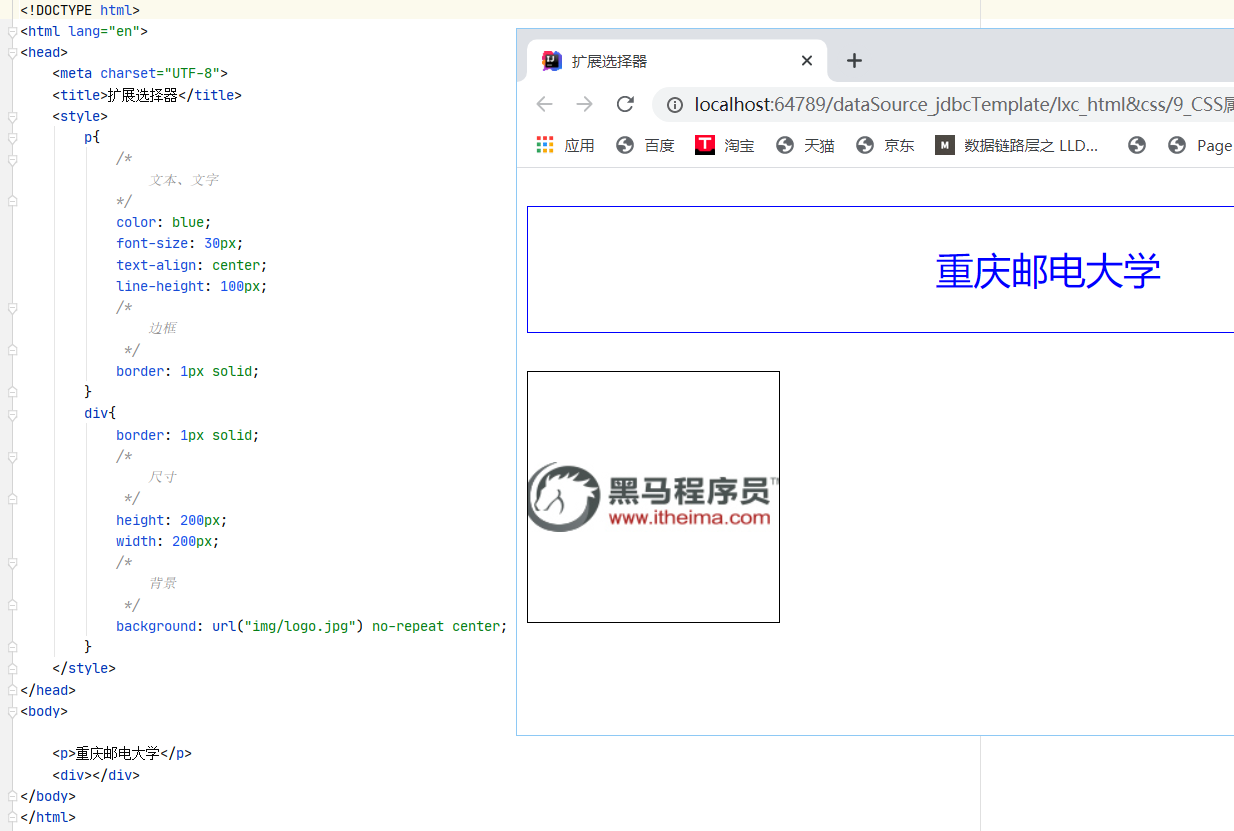 <!DOCTYPE html>
<html lang="en">
<head>
    <meta charset="UTF-8">
    <title>扩展选择器</title>
    <style>
        p{
            /*
                文本、文字
            */
            color: blue;
            font-size: 30px;
            text-align: center;
            line-height: 100px;
            /*
                边框
             */
            border: 1px solid;
        }
        div{
            border: 1px solid;
            /*
                尺寸
             */
            height: 200px;
            width: 200px;
            /*
                背景
             */
            background: url("img/logo.jpg") no-repeat center;
        }
    </style>
</head>
<body>
    <p>重庆邮电大学</p>
    <div></div>
</body>
</html>
扩展选择器
localhost:64789/dataSource_jdbcTemplate/lxc_html&css/9_CSS属
应用 百度 T 淘宝 天猫 京东 M 数据链路层之 LLD... Page
重庆邮电大学
黑马程序员™
www.itheima.com